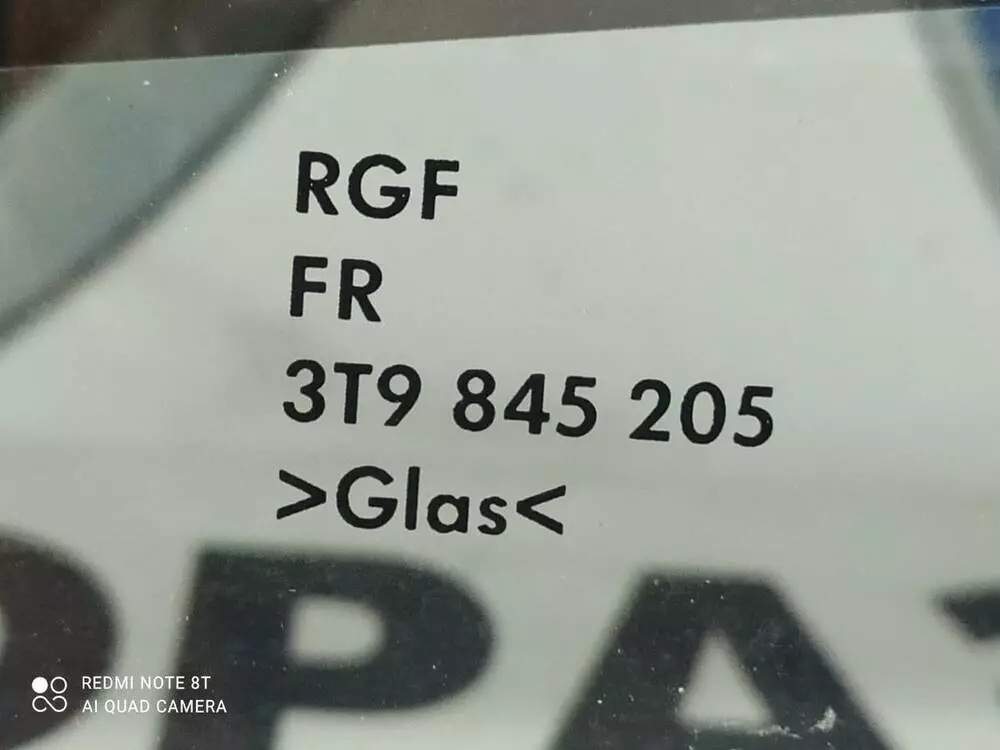 RGF
FR
3T9 845 205
>Glas<
REDMI NOTE 8T
AI QUAD CAMERA